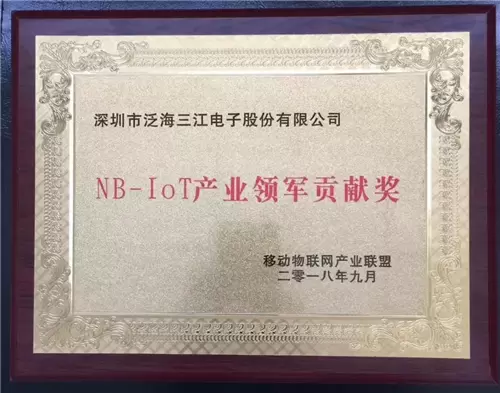 深圳市泛海三江电子股份有限公司
NB-IoT产业领军贡献奖
移动物联网产业联盟
二零一八年九月